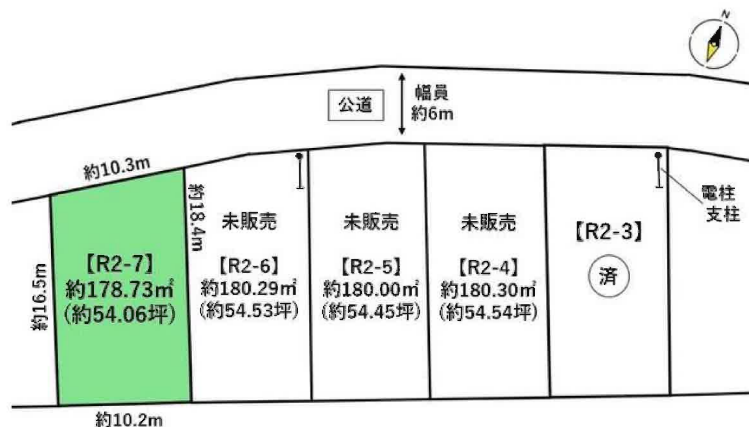 N
公道
幅員
約6m
約10.3m
約18.4m
約16.5m
約10.2m
【R2-7】
約178.73㎡
(約54.06坪)
未販売
【R2-6】
約180.29㎡
(約54.53坪)
未販売
【R2-5】
約180.00㎡
(約54.45坪)
未販売
【R2-4】
約180.30㎡
(約54.54坪)
【R2-3】
済
電柱
支柱